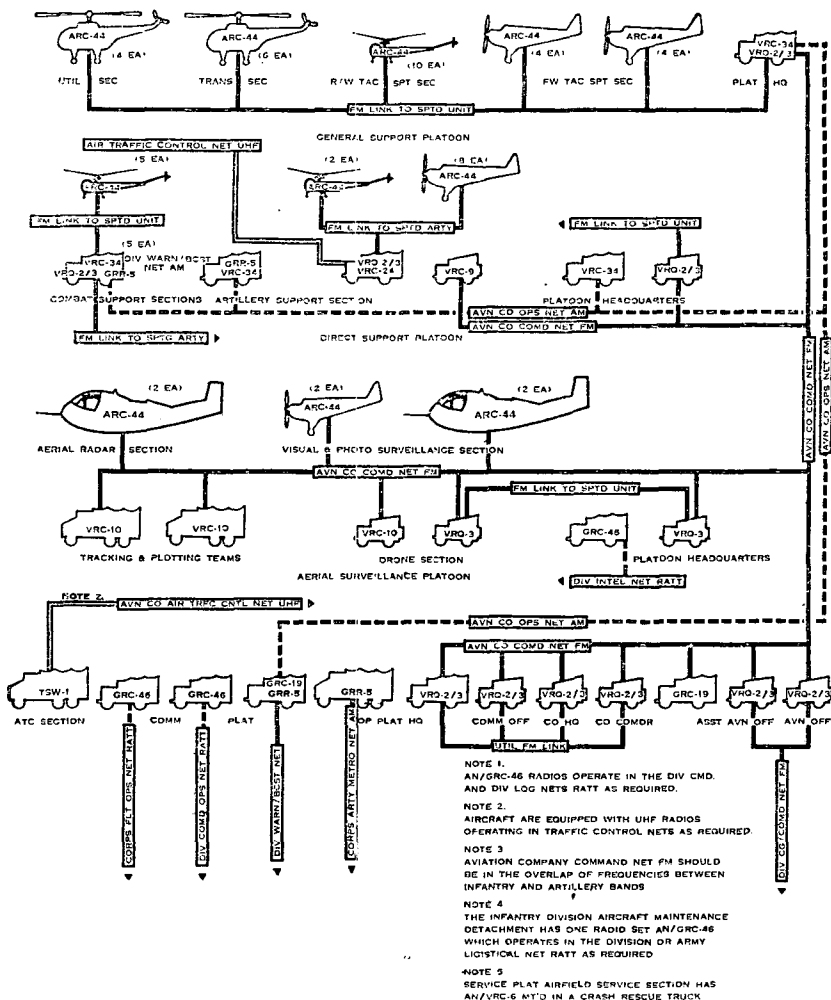 ARC-44 ARC-44 ARC-44 ARC-44 ARC-44 VRC-34
(4 EA) (6 EA) (10 EA) (4 EA) (4 EA) VRQ-2/3
UTIL SEC TRANS SEC R/W TAC SPT SEC FW TAC SPT SEC PLAT HQ
FM LINK TO SPTD UNIT
GENERAL SUPPORT PLATOON
AIR TRAFFIC CONTROL NET UHF
(5 EA) (2 EA) (8 EA)
ARC-44 ARC-44 ARC-44
FM LINK TO SPTD UNIT FM LINK TO SPTD ARTY FM LINK TO SPTD UNIT
(5 EA)
DIV WARN/BCST
NET AM
VRC-34 GRR-5 VRQ-2/3 VRC-9 VRC-34 VRQ-2/3
VRQ-2/3 GRR-5 VRC-34 VRC-24
COMBAT SUPPORT SECTIONS ARTILLERY SUPPORT SECTION PLATOON HEADQUARTERS
AVN CO OPS NET AM
AVN CO COMD NET FM
FM LINK TO SPTG ARTY DIRECT SUPPORT PLATOON
AVN CO COMD NET FM
AVN CO OPS NET AM
(2 EA) (2 EA) (2 EA)
ARC-44 ARC-44 ARC-44
AERIAL RADAR SECTION VISUAL & PHOTO SURVEILLANCE SECTION
AVN CO COMD NET FM
FM LINK TO SPTD UNIT
VRC-10 VRC-10 VRC-10 VRQ-3 GRC-46 VRQ-3
TRACKING & PLOTTING TEAMS DRONE SECTION PLATOON HEADQUARTERS
AERIAL SURVEILLANCE PLATOON DIV INTEL NET RATT
NOTE 2.
AVN CO AIR TRFC CNTL NET UHF
AVN CO OPS NET AM
AVN CO COMD NET FM
TSW-1 GRC-46 GRC-46 GRC-19 GRR-5 VRQ-2/3 VRQ-2/3 VRQ-2/3 VRQ-2/3 GRC-19 VRQ-2/3 VRQ-2/3
GRR-5
ATC SECTION COMM PLAT OP PLAT HQ COMM OFF CO HQ CO COMDR ASST AVN OFF AVN OFF
UTIL FM LINK
CORPS FLT OPS NET RATT
DIV COMD OPS NET RATT
DIV WARN/BCST NET
CORPS ARTY METRO NET AM
DIV CG/COMD NET FM
NOTE 1.
AN/GRC-46 RADIOS OPERATE IN THE DIV CMD.
AND DIV LOG NETS RATT AS REQUIRED.
NOTE 2.
AIRCRAFT ARE EQUIPPED WITH UHF RADIOS
OPERATING IN TRAFFIC CONTROL NETS AS REQUIRED.
NOTE 3
AVIATION COMPANY COMMAND NET FM SHOULD
BE IN THE OVERLAP OF FREQUENCIES BETWEEN
INFANTRY AND ARTILLERY BANDS
NOTE 4
THE INFANTRY DIVISION AIRCRAFT MAINTENANCE
DETACHMENT HAS ONE RADIO SET AN/GRC-46
WHICH OPERATES IN THE DIVISION OR ARMY
LIGISTICAL NET RATT AS REQUIRED
NOTE 5
SERVICE PLAT AIRFIELD SERVICE SECTION HAS
AN/VRC-6 MT'D IN A CRASH RESCUE TRUCK